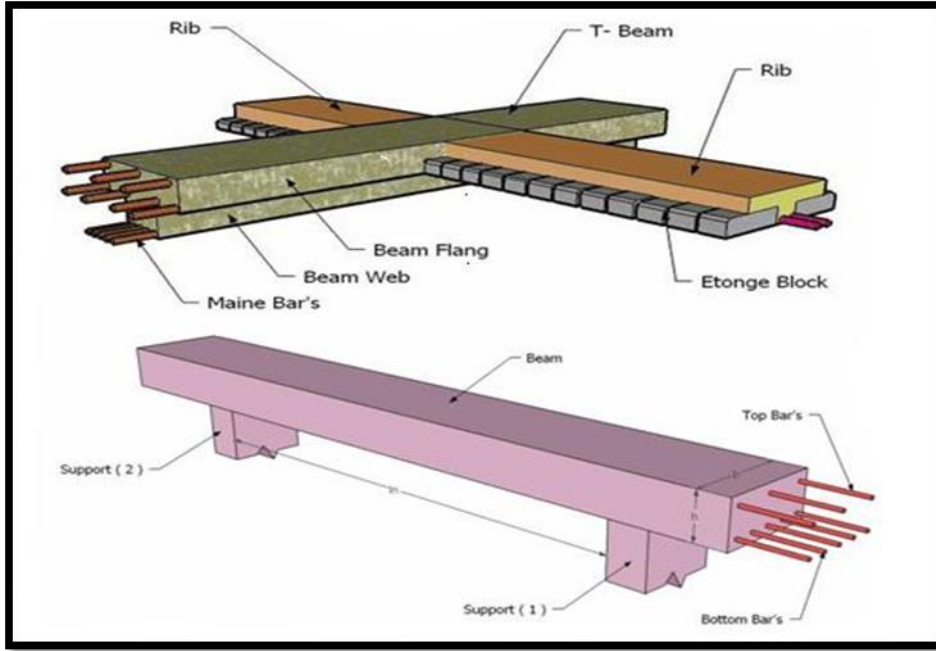 Rib
T- Beam
Rib
Beam Flang
Beam Web
Etonge Block
Maine Bar's
Beam
Top Bar's
Support ( 2 )
ln
h
Support ( 1 )
Bottom Bar's